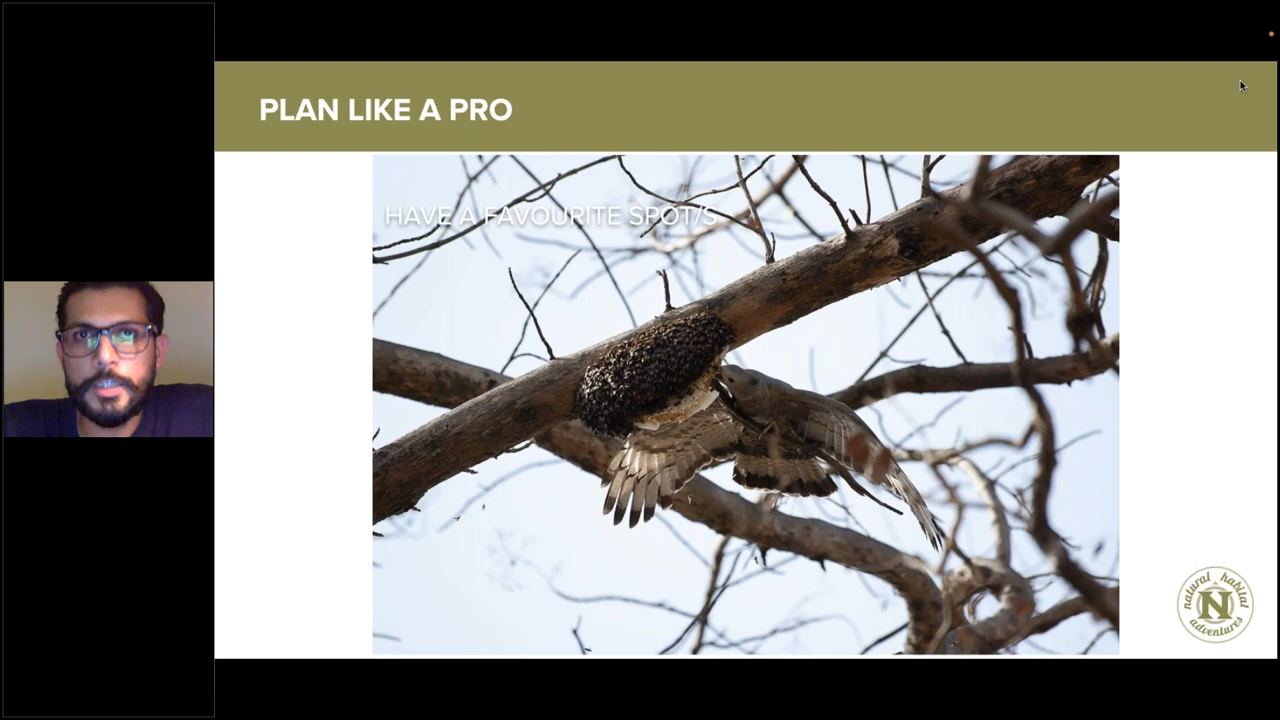 PLAN LIKE A PRO
HAVE A FAVOURITE SPOT/S
natural habitat
N
adventures